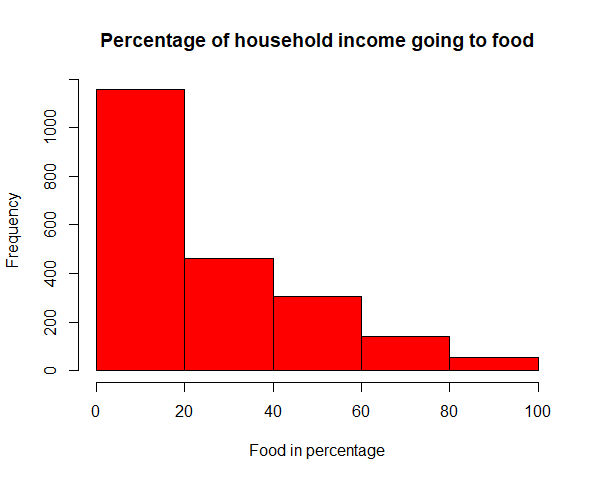 Percentage of household income going to food
Frequency
1000
800
600
400
200
0
0 20 40 60 80 100
Food in percentage